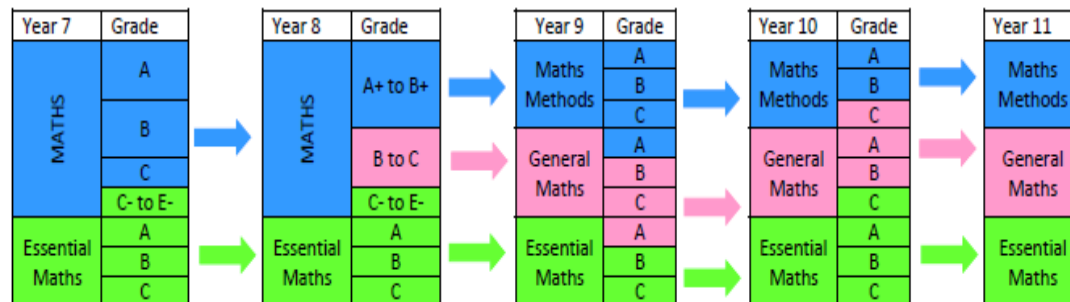 Year 7 Grade
MATHS
A
B
C
C- to E-
Essential
Maths
A
B
C
Year 8 Grade
MATHS
A+ to B+
B to C
C- to E-
Essential
Maths
A
B
C
Year 9 Grade
Maths
Methods
A
B
C
General
Maths
A
B
C
Essential
Maths
A
B
C
Year 10 Grade
Maths
Methods
A
B
C
General
Maths
A
B
C
Essential
Maths
A
B
C
Year 11
Maths
Methods
General
Maths
Essential
Maths